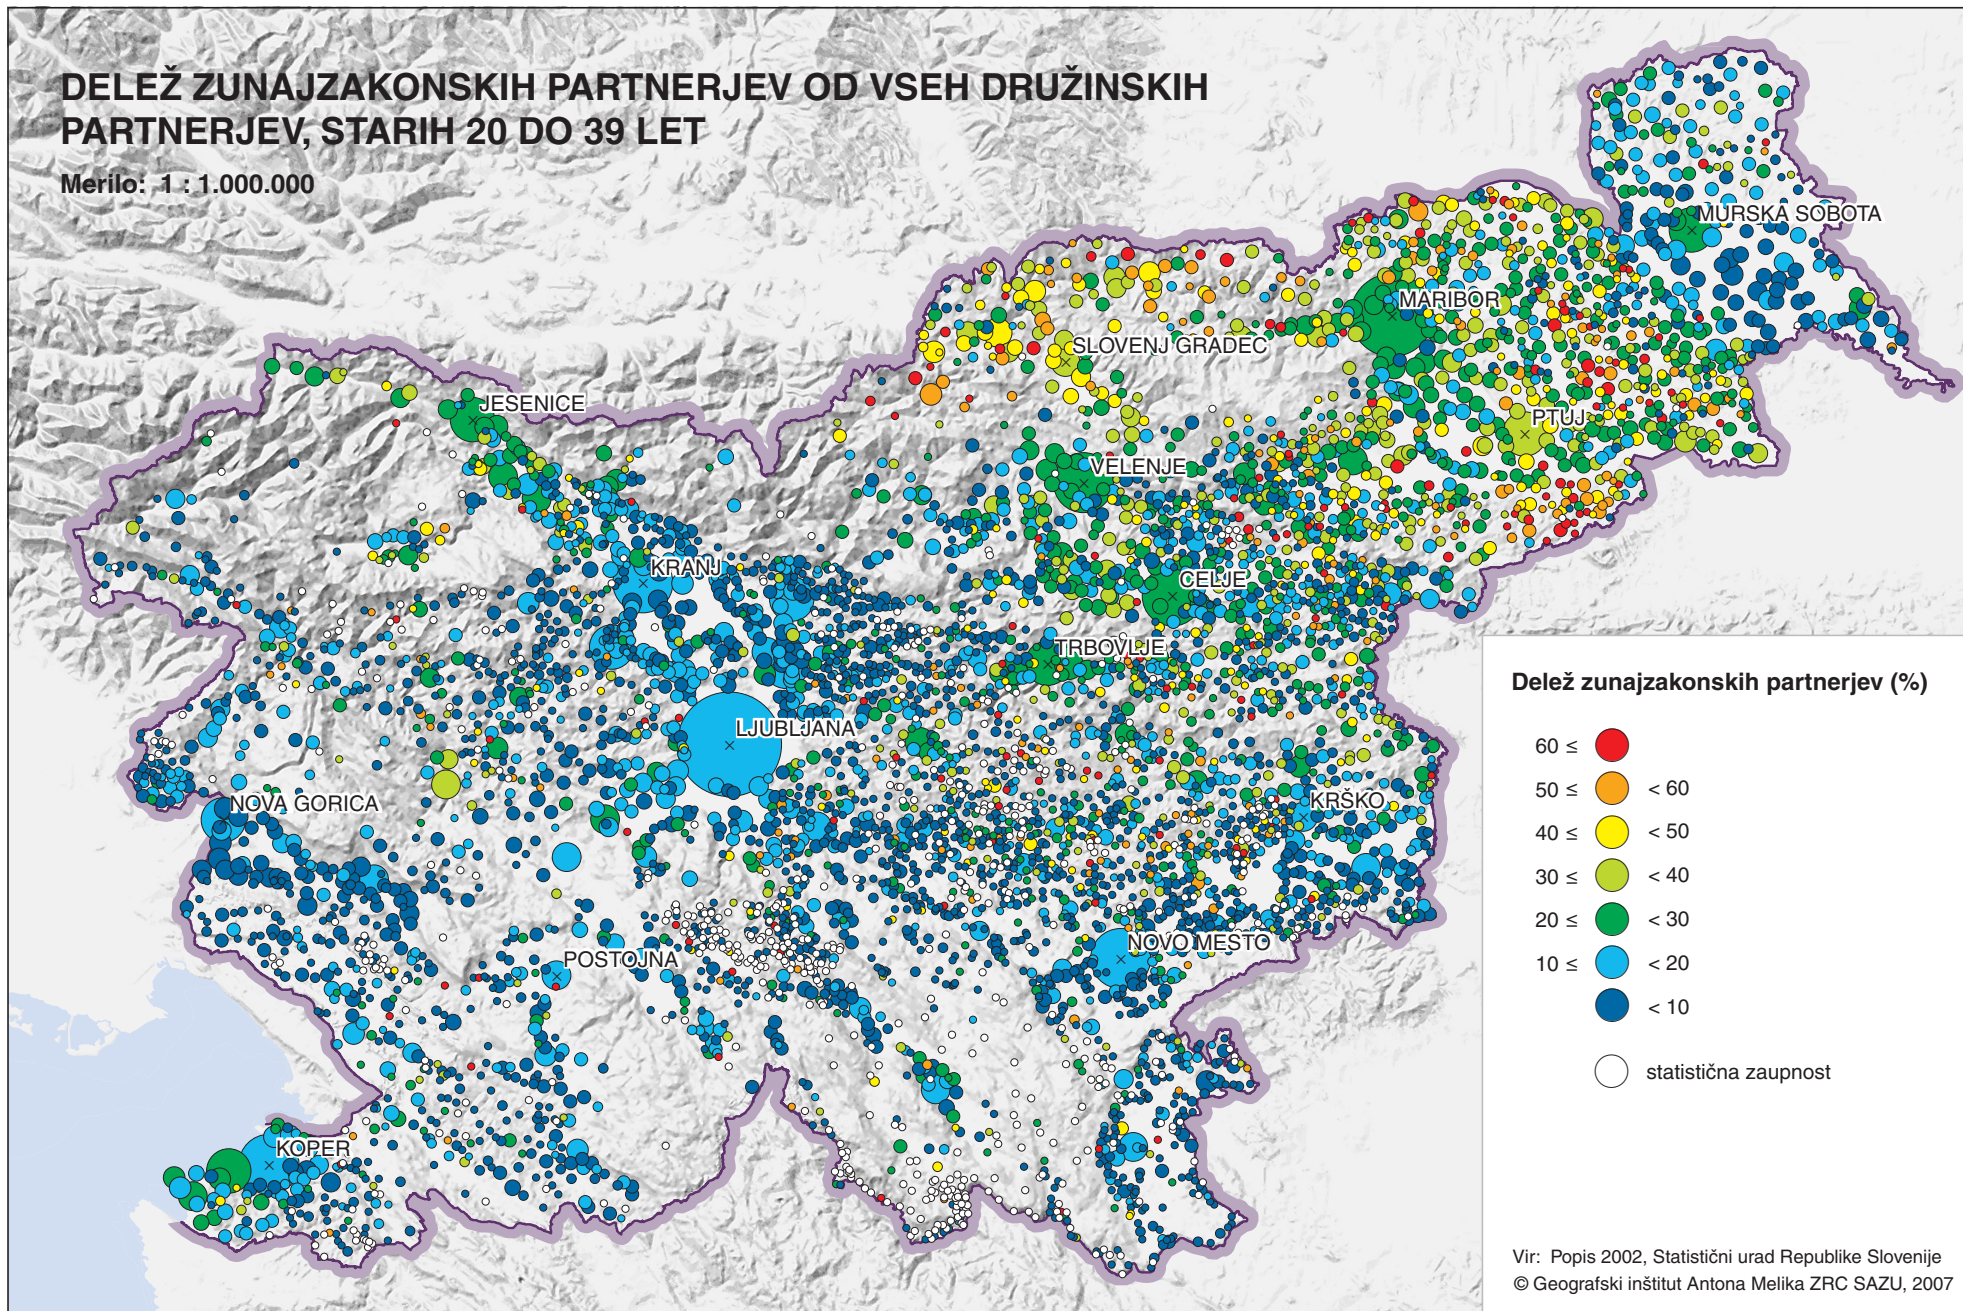 DELEŽ ZUNAJZAKONSKIH PARTNERJEV OD VSEH DRUŽINSKIH
PARTNERJEV, STARIH 20 DO 39 LET
Merilo: 1 : 1.000.000
MURSKA SOBOTA
MARIBOR
SLOVENJ GRADEC
JESENICE
PTUJ
VELENJE
KRANJ
CELJE
TRBOVLJE
LJUBLJANA
NOVA GORICA
KRŠKO
NOVO MESTO
POSTOJNA
KOPER
Delež zunajzakonskih partnerjev (%)
60 ≤
50 ≤ < 60
40 ≤ < 50
30 ≤ < 40
20 ≤ < 30
10 ≤ < 20
< 10
statistična zaupnost
Vir: Popis 2002, Statistični urad Republike Slovenije
© Geografski inštitut Antona Melika ZRC SAZU, 2007